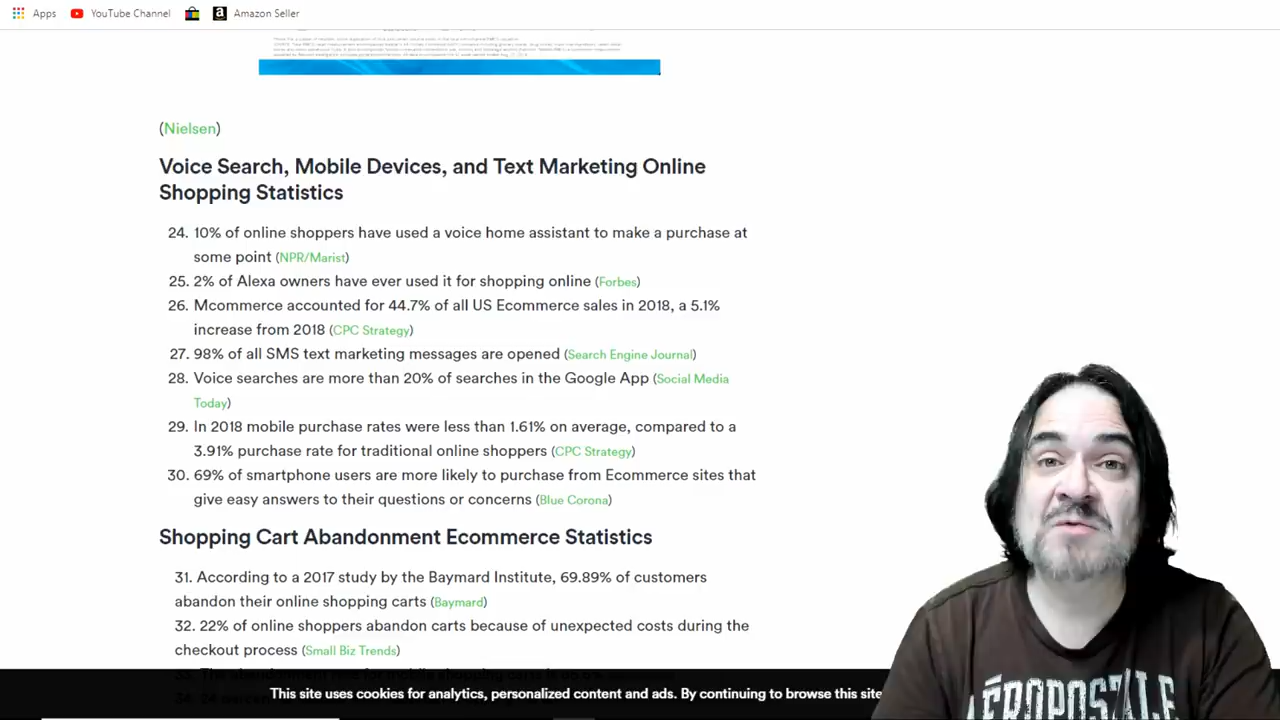 Apps YouTube Channel Amazon Seller
(Nielsen)
Voice Search, Mobile Devices, and Text Marketing Online
Shopping Statistics
24. 10% of online shoppers have used a voice home assistant to make a purchase at
some point (NPR/Marist)
25. 2% of Alexa owners have ever used it for shopping online (Forbes)
26. Mcommerce accounted for 44.7% of all US Ecommerce sales in 2018, a 5.1%
increase from 2018 (CPC Strategy)
27. 98% of all SMS text marketing messages are opened (Search Engine Journal)
28. Voice searches are more than 20% of searches in the Google App (Social Media
Today)
29. In 2018 mobile purchase rates were less than 1.61% on average, compared to a
3.91% purchase rate for traditional online shoppers (CPC Strategy)
30. 69% of smartphone users are more likely to purchase from Ecommerce sites that
give easy answers to their questions or concerns (Blue Corona)
Shopping Cart Abandonment Ecommerce Statistics
31. According to a 2017 study by the Baymard Institute, 69.89% of customers
abandon their online shopping carts (Baymard)
32. 22% of online shoppers abandon carts because of unexpected costs during the
checkout process (Small Biz Trends)
This site uses cookies for analytics, personalized content and ads. By continuing to browse this site
AÉROPOSTALE